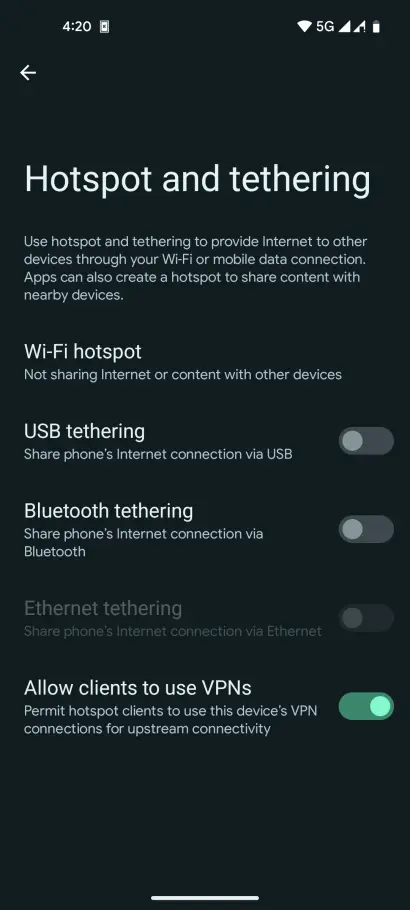 4:20
5G
Hotspot and tethering
Use hotspot and tethering to provide Internet to other
devices through your Wi-Fi or mobile data connection.
Apps can also create a hotspot to share content with
nearby devices.
Wi-Fi hotspot
Not sharing Internet or content with other devices
USB tethering
Share phone's Internet connection via USB
Bluetooth tethering
Share phone's Internet connection via
Bluetooth
Ethernet tethering
Share phone's Internet connection via Ethernet
Allow clients to use VPNs
Permit hotspot clients to use this device's VPN
connections for upstream connectivity